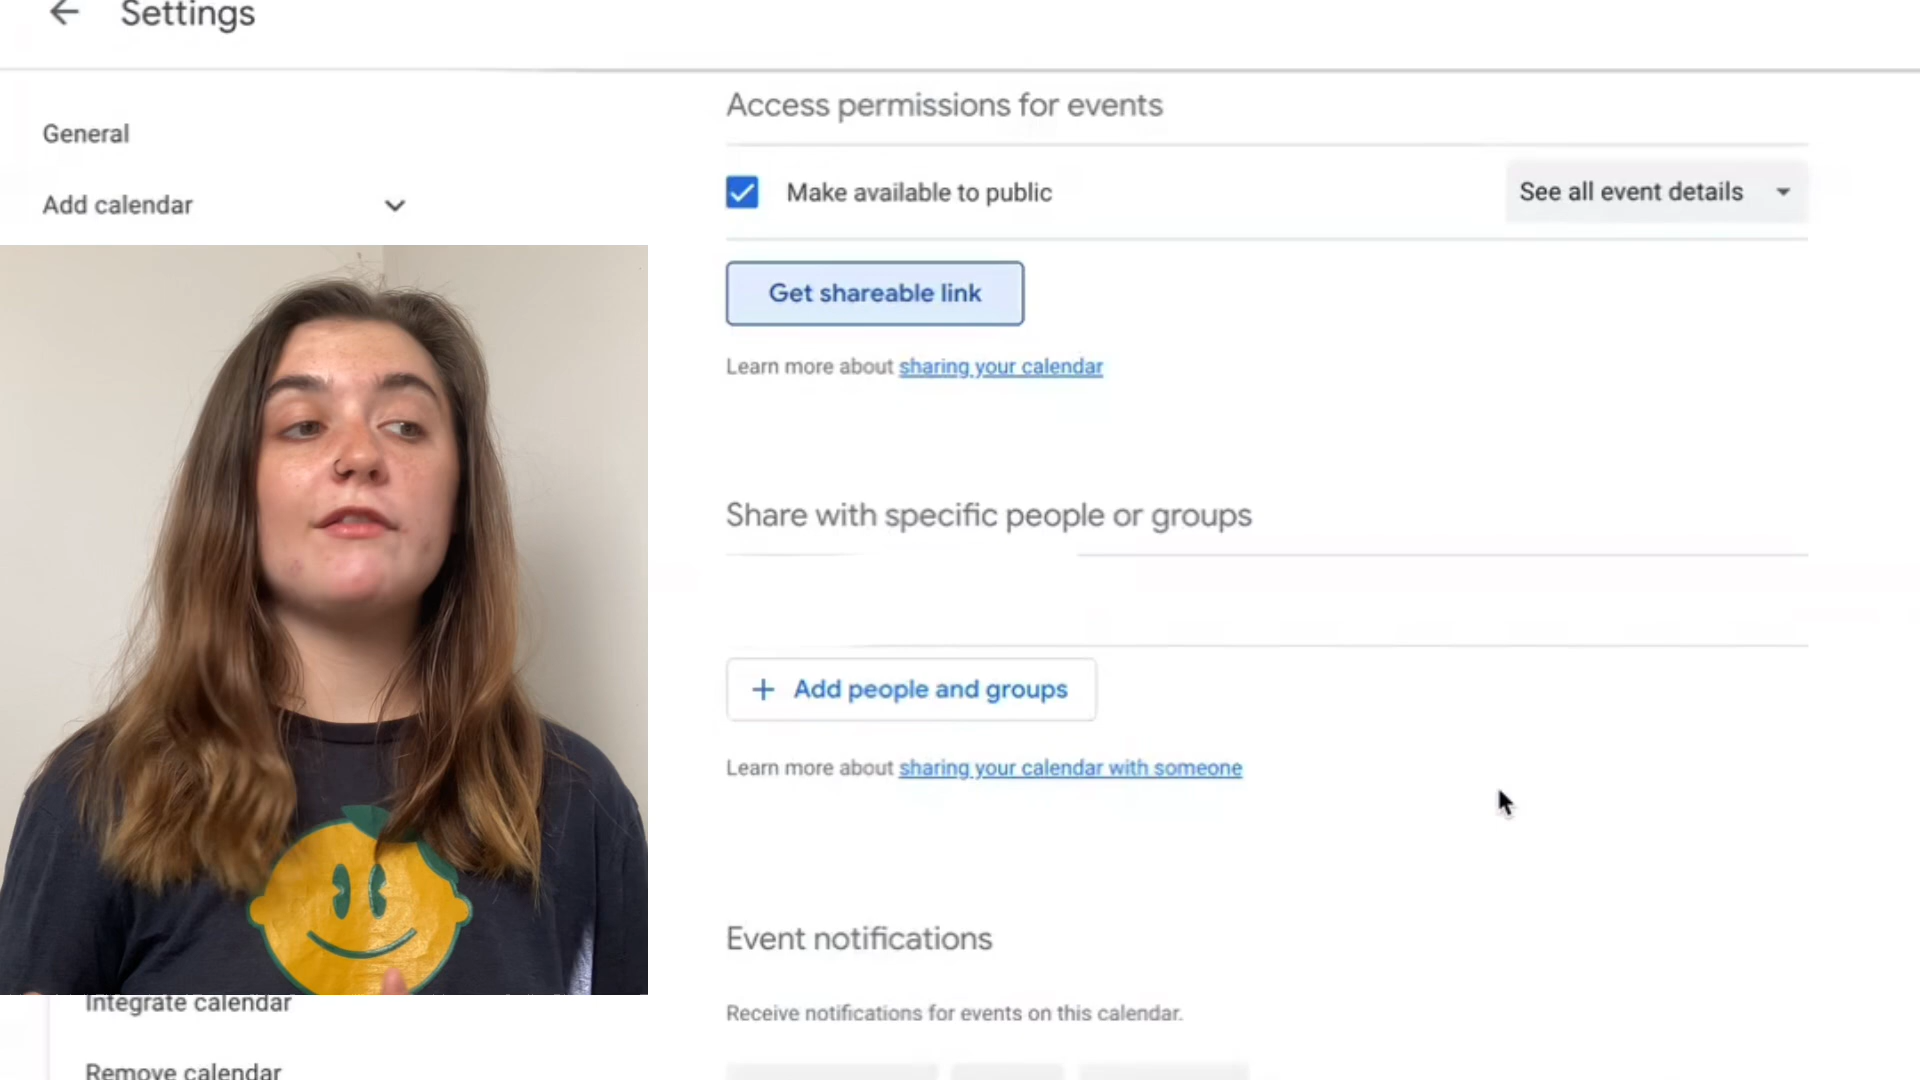 Settings
General
Add calendar
Access permissions for events
Make available to public
See all event details
Get shareable link
Learn more about sharing your calendar
Share with specific people or groups
Add people and groups
Learn more about sharing your calendar with someone
Event notifications
Integrate calendar
Receive notifications for events on this calendar.
Remove calendar